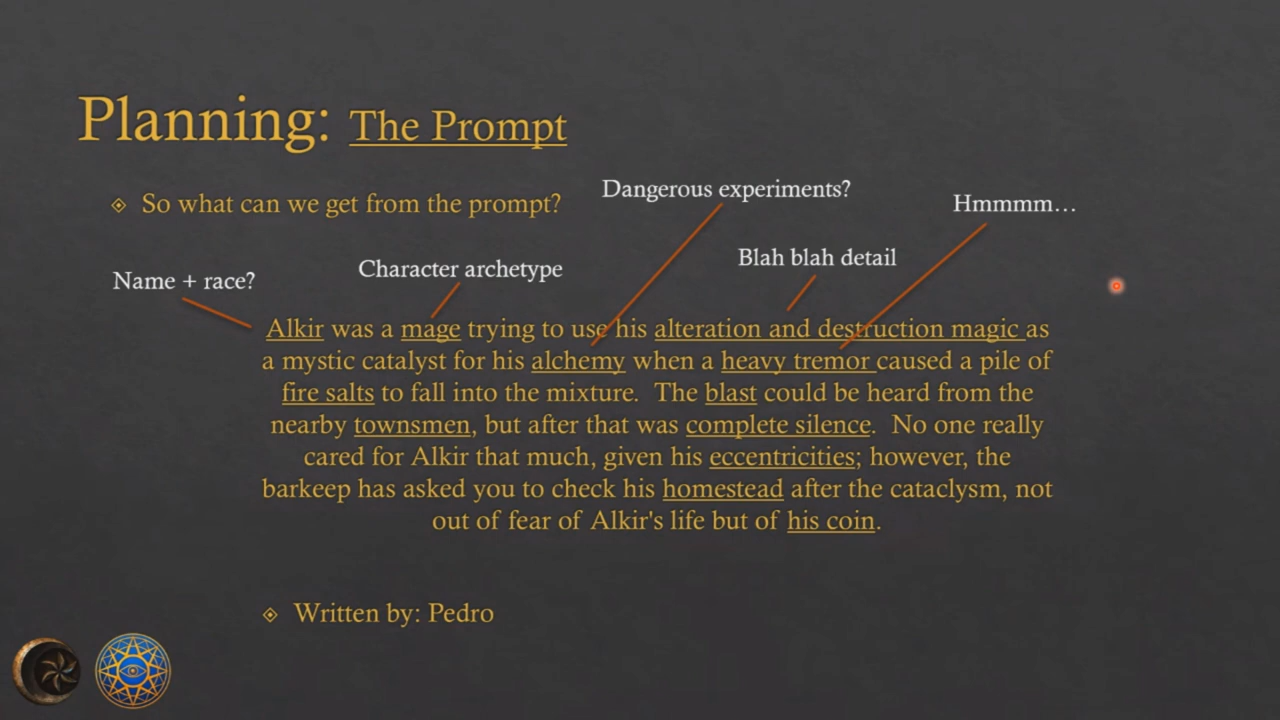 Planning: The Prompt
So what can we get from the prompt?
Dangerous experiments?
Hmmmm…
Name + race?
Character archetype
Blah blah detail
Alkir was a mage trying to use his alteration and destruction magic as
a mystic catalyst for his alchemy when a heavy tremor caused a pile of
fire salts to fall into the mixture. The blast could be heard from the
nearby townsmen, but after that was complete silence. No one really
cared for Alkir that much, given his eccentricities; however, the
barkeep has asked you to check his homestead after the cataclysm, not
out of fear of Alkir's life but of his coin.
Written by: Pedro